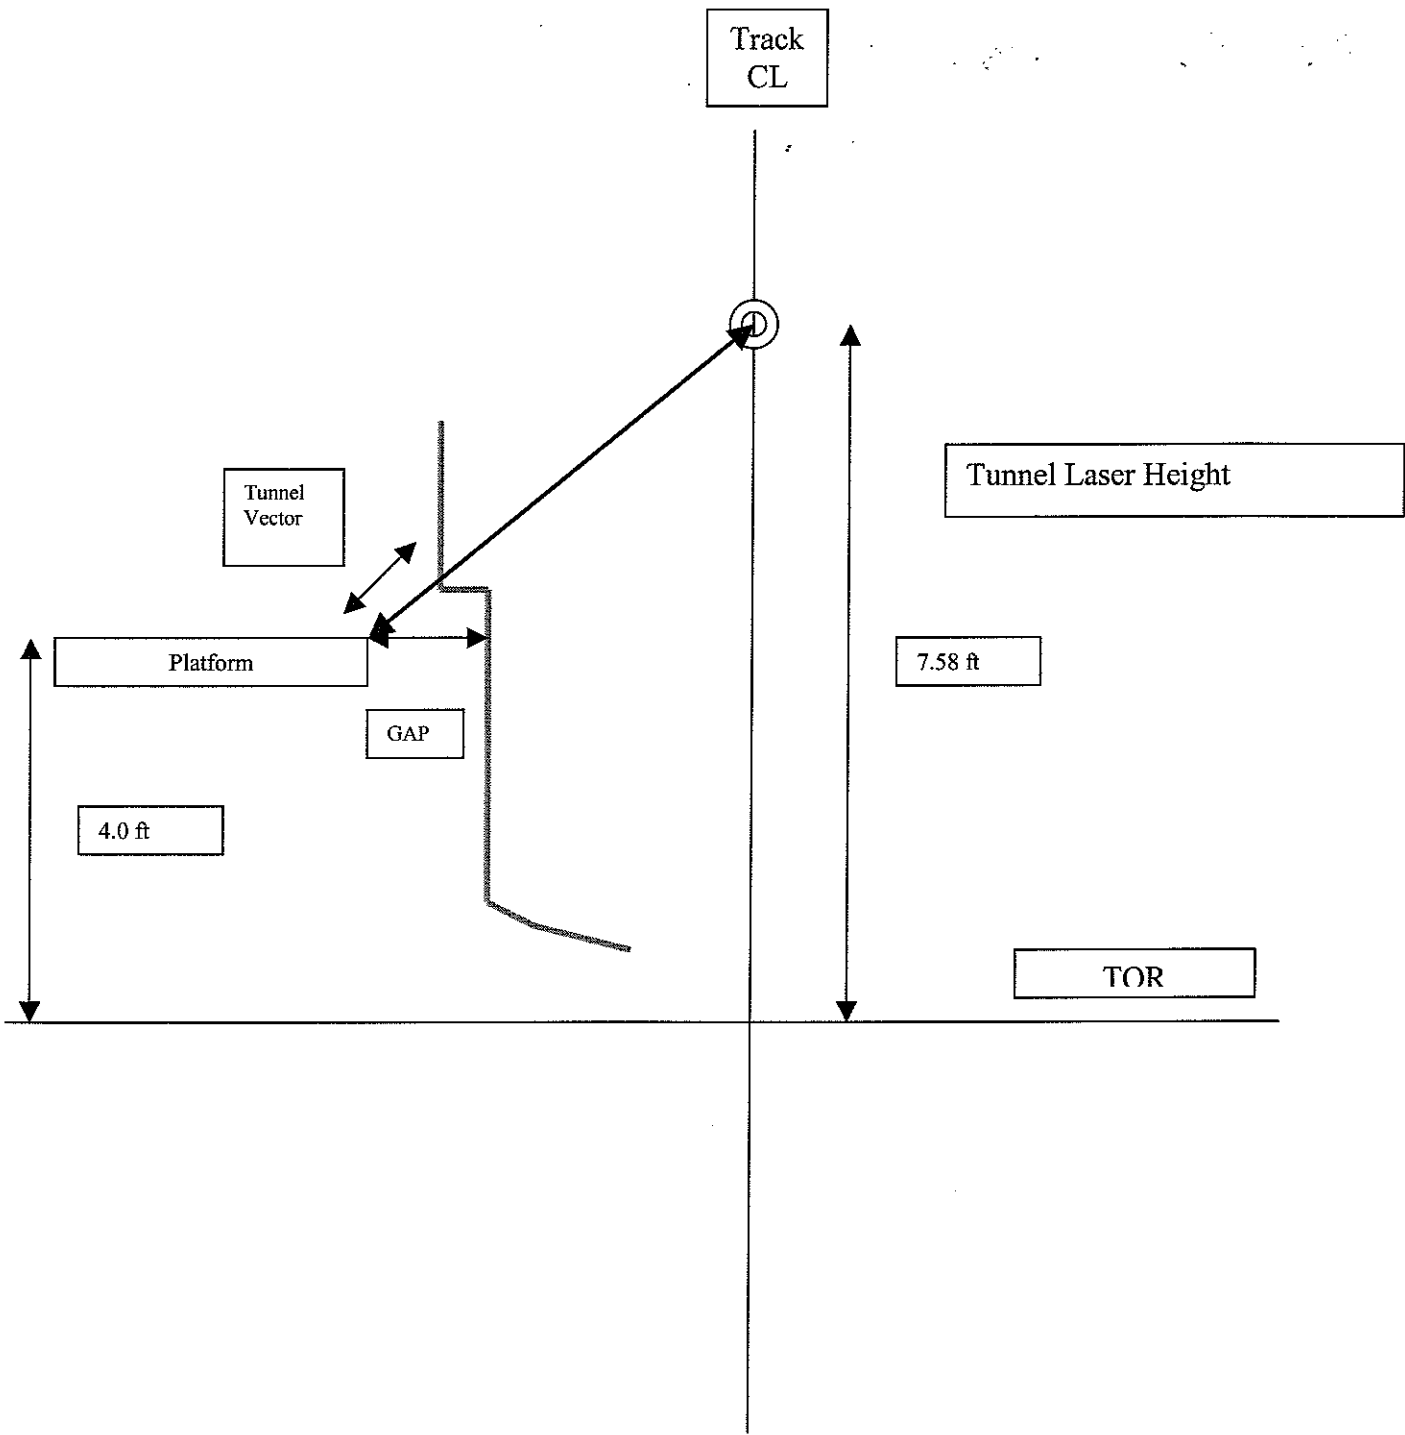 Track
CL
Tunnel Laser Height
Tunnel
Vector
Platform
7.58 ft
GAP
4.0 ft
TOR